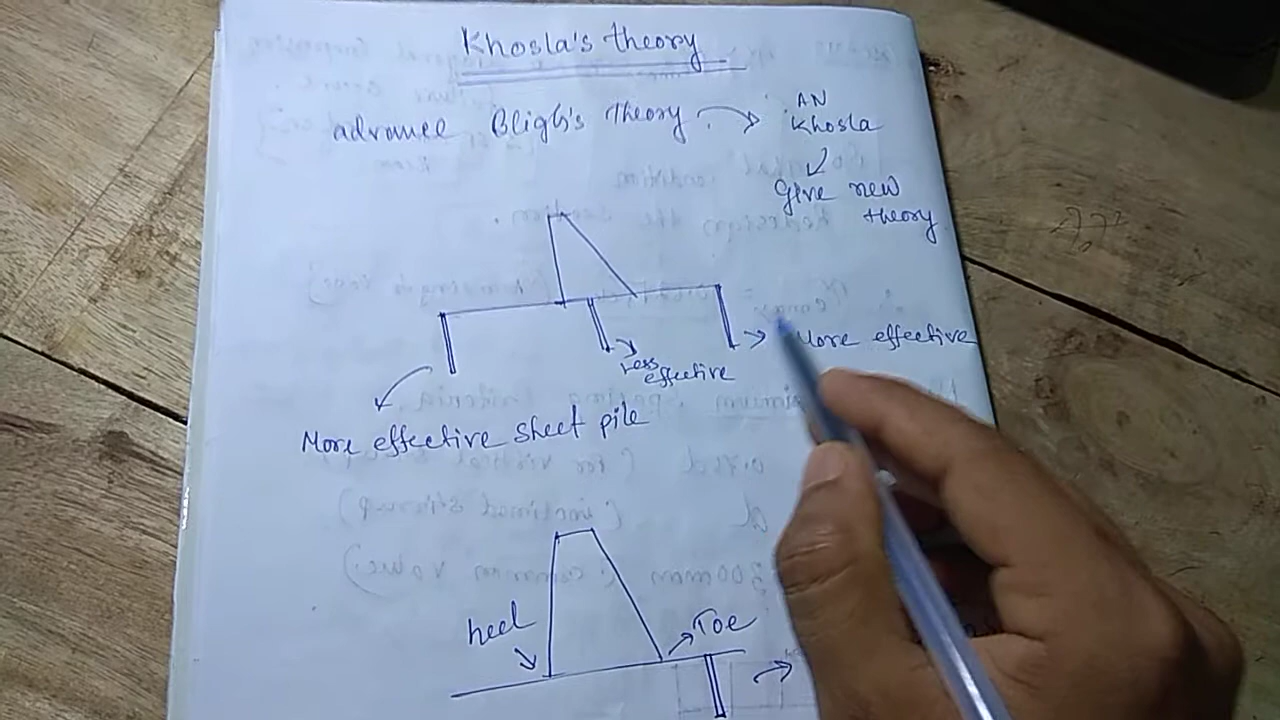 Khosla's theory
advance Bligh's Theory.
AN
Khosla
Give new
theory
Less
effective
More effective
More effective sheet pile
heel
Toe